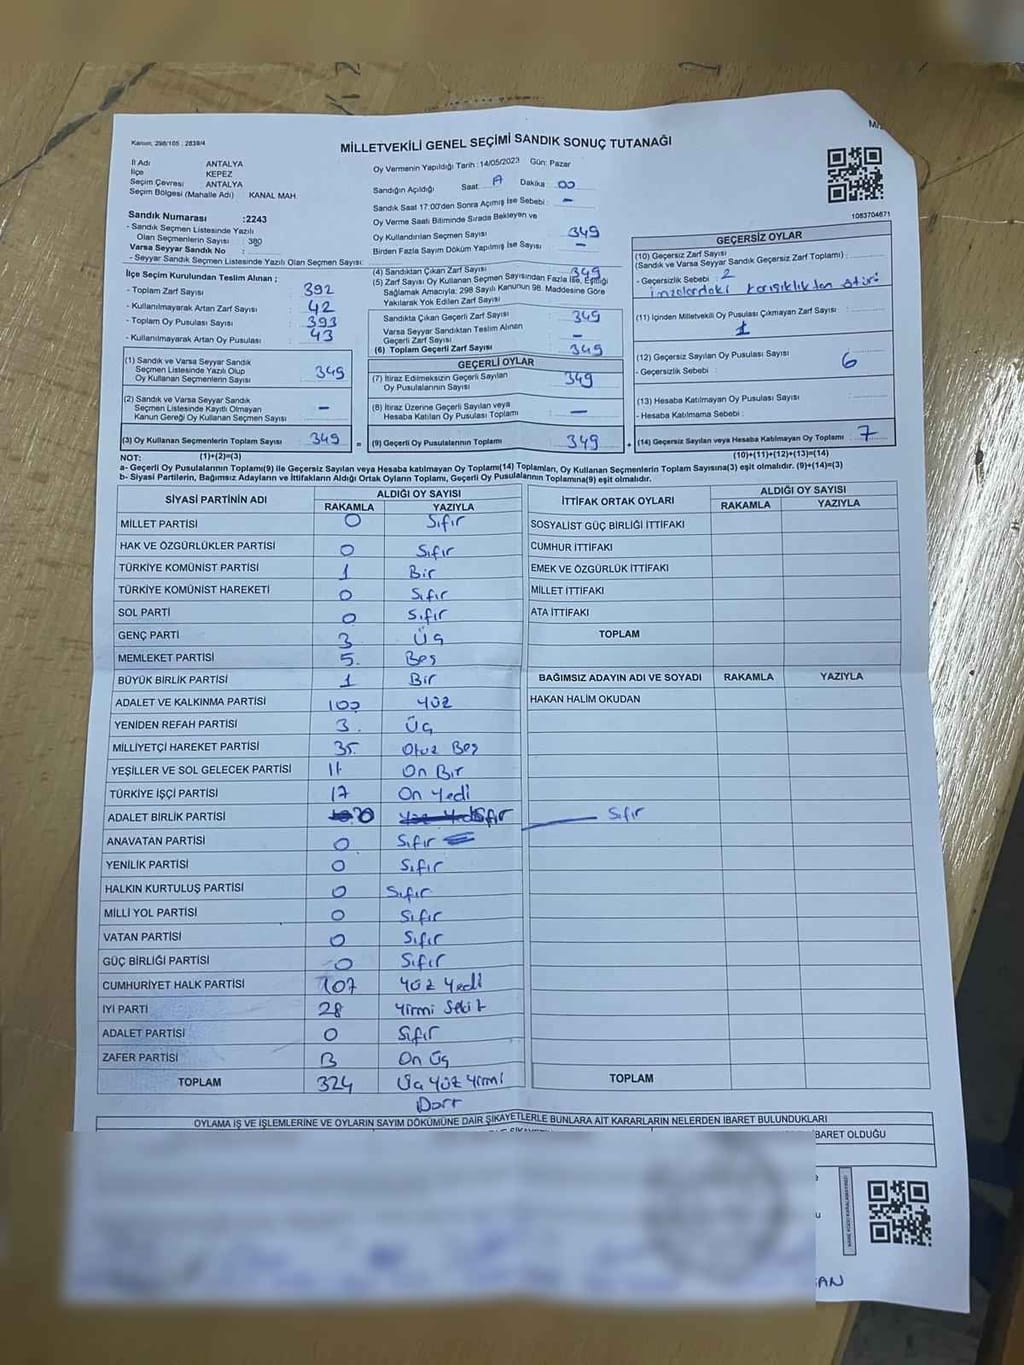 Kanun, 298/105 : 2839/4
MİLLETVEKİLİ GENEL SEÇİMİ SANDIK SONUÇ TUTANAĞI
İl Adı ANTALYA
İlçe KEPEZ
Seçim Çevresi ANTALYA
Seçim Bölgesi (Mahalle Adı) KANAL MAH.
Oy Vermenin Yapıldığı Tarih :14/05/2023 Gün: Pazar
Sandığın Açıldığı Saat Dakika 00
Sandık Saat 17:00'den Sonra Açılmış İse Sebebi : -
Oy Verme Saati Bitiminde Sırada Bekleyen ve
Oy Kullandırılan Seçmen Sayısı 349
Birden Fazla Sayım Döküm Yapılmış İse Sayısı -
1083704671
Sandık Numarası :2243
- Sandık Seçmen Listesinde Yazılı
Olan Seçmenlerin Sayısı : 380
Varsa Seyyar Sandık No :
- Seyyar Sandık Seçmen Listesinde Yazılı Olan Seçmen Sayısı:
İlçe Seçim Kurulundan Teslim Alınan ;
- Toplam Zarf Sayısı : 392
- Kullanılmayarak Artan Zarf Sayısı : 42
- Toplam Oy Pusulası Sayısı : 393
- Kullanılmayarak Artan Oy Pusulası : 43
(1) Sandık ve Varsa Seyyar Sandık
Seçmen Listesinde Yazılı Olup
Oy Kullanan Seçmenlerin Sayısı 349
(2) Sandık ve Varsa Seyyar Sandık
Seçmen Listesinde Kayıtlı Olmayan
Kanun Gereği Oy Kullanan Seçmen Sayısı -
(3) Oy Kullanan Seçmenlerin Toplam Sayısı 349 =
(4) Sandıktan Çıkan Zarf Sayısı 349
(5) Zarf Sayısı Oy Kullanan Seçmen Sayısından Fazla İse, Eşitliği
Sağlamak Amacıyla: 298 Sayılı Kanunun 98. Maddesine Göre
Yakılarak Yok Edilen Zarf Sayısı
Sandıkta Çıkan Geçerli Zarf Sayısı 349
Varsa Seyyar Sandıktan Teslim Alınan
Geçerli Zarf Sayısı -
(6) Toplam Geçerli Zarf Sayısı 349
GEÇERLİ OYLAR
(7) İtiraz Edilmeksizin Geçerli Sayılan
Oy Pusulalarının Sayısı 349
(8) İtiraz Üzerine Geçerli Sayılan veya
Hesaba Katılan Oy Pusulası Toplamı -
(9) Geçerli Oy Pusulalarının Toplamı 349 +
GEÇERSİZ OYLAR
(10) Geçersiz Zarf Sayısı
(Sandık ve Varsa Seyyar Sandık Geçersiz Zarf Toplamı) :
- Geçersizlik Sebebi : 2
imzalardaki karışıklıktan ötürü
(11) İçinden Milletvekili Oy Pusulası Çıkmayan Zarf Sayısı :
1
(12) Geçersiz Sayılan Oy Pusulası Sayısı :
- Geçersizlik Sebebi : 6
(13) Hesaba Katılmayan Oy Pusulası Sayısı :
- Hesaba Katılmama Sebebi :
(14) Geçersiz Sayılan veya Hesaba Katılmayan Oy Toplamı : 7
NOT: (1)+(2)=(3) (10)+(11)+(12)+(13)=(14)
a- Geçerli Oy Pusulalarının Toplamı(9) ile Geçersiz Sayılan veya Hesaba katılmayan Oy Toplamı(14) Toplamları, Oy Kullanan Seçmenlerin Toplam Sayısına(3) eşit olmalıdır. (9)+(14)=(3)
b- Siyasi Partilerin, Bağımsız Adayların ve İttifakların Aldığı Ortak Oyların Toplamı, Geçerli Oy Pusulalarının Toplamına(9) eşit olmalıdır.
SİYASİ PARTİNİN ADI ALDIĞI OY SAYISI
RAKAMLA YAZIYLA
MİLLET PARTİSİ 0 Sıfır
HAK VE ÖZGÜRLÜKLER PARTİSİ 0 Sıfır
TÜRKİYE KOMÜNİST PARTİSİ 1 Bir
TÜRKİYE KOMÜNİST HAREKETİ 0 Sıfır
SOL PARTİ 0 Sıfır
GENÇ PARTİ 3 Üç
MEMLEKET PARTİSİ 5. Beş
BÜYÜK BİRLİK PARTİSİ 1 Bir
ADALET VE KALKINMA PARTİSİ 100 Yüz
YENİDEN REFAH PARTİSİ 3. Üç
MİLLİYETÇİ HAREKET PARTİSİ 35 Otuz Beş
YEŞİLLER VE SOL GELECEK PARTİSİ 11 On Bir
TÜRKİYE İŞÇİ PARTİSİ 17 On Yedi
ADALET BİRLİK PARTİSİ 0 Sıfır Sıfır
ANAVATAN PARTİSİ 0 Sıfır
YENİLİK PARTİSİ 0 Sıfır
HALKIN KURTULUŞ PARTİSİ 0 Sıfır
MİLLİ YOL PARTİSİ 0 Sıfır
VATAN PARTİSİ 0 Sıfır
GÜÇ BİRLİĞİ PARTİSİ 0 Sıfır
CUMHURİYET HALK PARTİSİ 107 Yüz Yedi
İYİ PARTİ 28 Yirmi Sekiz
ADALET PARTİSİ 0 Sıfır
ZAFER PARTİSİ 13 On Üç
TOPLAM 324 Üç Yüz Yirmi
Dört
İTTİFAK ORTAK OYLARI ALDIĞI OY SAYISI
RAKAMLA YAZIYLA
SOSYALİST GÜÇ BİRLİĞİ İTTİFAKI
CUMHUR İTTİFAKI
EMEK VE ÖZGÜRLÜK İTTİFAKI
MİLLET İTTİFAKI
ATA İTTİFAKI
TOPLAM
BAĞIMSIZ ADAYIN ADI VE SOYADI RAKAMLA YAZIYLA
HAKAN HALİM OKUDAN
TOPLAM
OYLAMA İŞ VE İŞLEMLERİNE VE OYLARIN SAYIM DÖKÜMÜNE DAİR ŞİKAYETLERLE BUNLARA AİT KARARLARIN NELERDEN İBARET BULUNDUKLARI
İBARET OLDUĞU